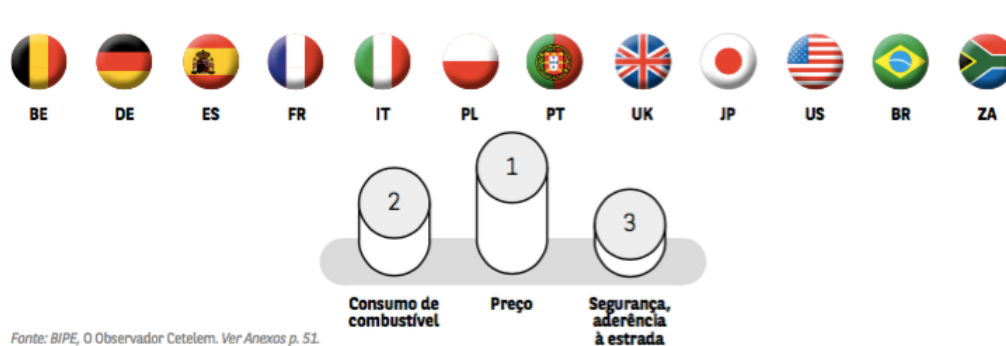 BE DE ES FR IT PL PT UK JP US BR ZA
1
2
3
Consumo de
combustível
Preço
Segurança,
aderência
à estrada
Fonte: BIPE, O Observador Cetelem. Ver Anexos p. 51.